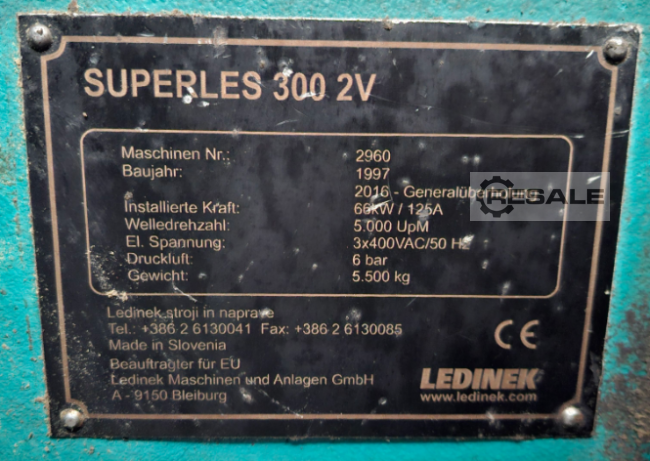 SUPERLES 300 2V
RESALE
Maschinen Nr.: 2960
Baujahr: 1997
2016 - Generalüberholung
Installierte Kraft: 66kW / 125A
Welledrehzahl: 5.000 UpM
El. Spannung: 3x400VAC/50 Hz
Druckluft: 6 bar
Gewicht: 5.500 kg
Ledinek stroji in naprave
Tel.: +386 2 6130041 Fax: +386 2 6130085
Made in Slovenia
Beauftragter für EU
Ledinek Maschinen und Anlagen GmbH
A - 9150 Bleiburg
CE
LEDINEK
www.ledinek.com